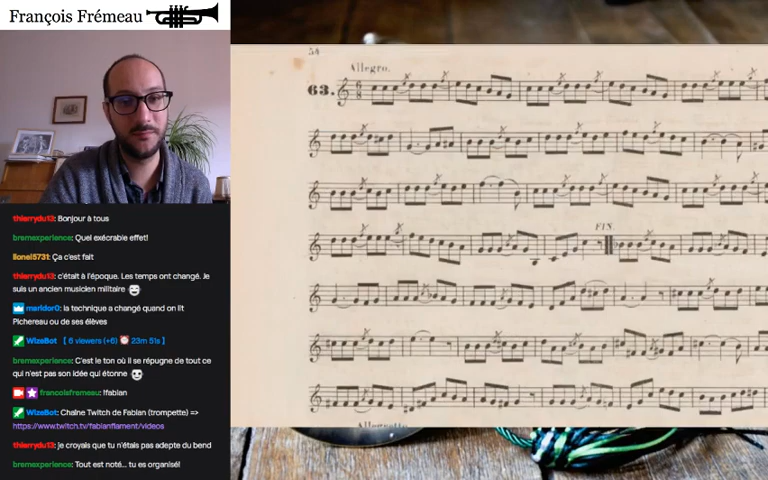 François Frémeau
thierrydu13: Bonjour à tous
bremexperience: Quel exécrable effet!
lionel5731: Ça c'est fait
thierrydu13: c'était à l'époque. Les temps ont changé. Je
suis un ancien musicien militaire
markdor0: la technique a changé quand on lit
Pichereau ou de ses élèves
WizeBot [ 6 viewers (+6) 23m 51s ]
bremexperience: C'est le ton où il se répugne de tout ce
qui n'est pas son idée qui étonne
francoisfremeau: !fabian
WizeBot: Chaîne Twitch de Fabian (trompette) =>
https://www.twitch.tv/fabianflament/videos
thierrydu13: je croyais que tu n'étais pas adepte du bend
bremexperience: Tout est noté... tu es organisé!
54
Allegro.
63.
FIN.
Allegretto